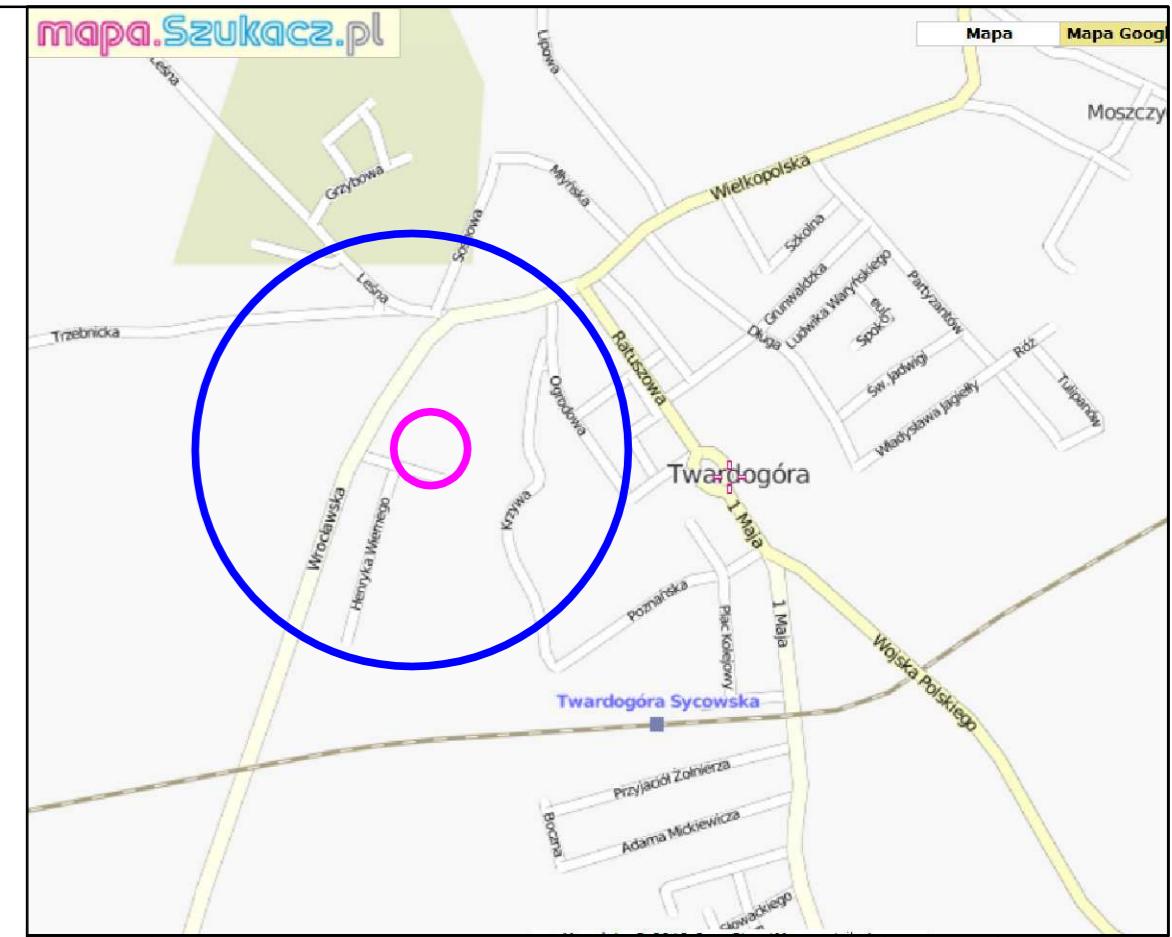 mapa.Szukacz.pl
Mapa
Mapa Googl
Leśna
Lipowa
Moszczy
Grzybowa
Młyńska
Wielkopolska
Sosnowa
Szkolna
Leśna
Grunwaldzka
Ludwika Waryńskiego
Partyzantów
Trzebnicka
Spokojna
Długa
Ratuszowa
Róż
Św. Jadwigi
Tulipanów
Ogrodowa
Władysława Jagiełły
Twardogóra
Wrocławska
Krzywa
1 Maja
Henryka Wiernego
Poznańska
Plac Kolejowy
1 Maja
Wojska Polskiego
Twardogóra Sycowska
Przyjaciół Żołnierza
Boczna
Adama Mickiewicza
Słowackiego